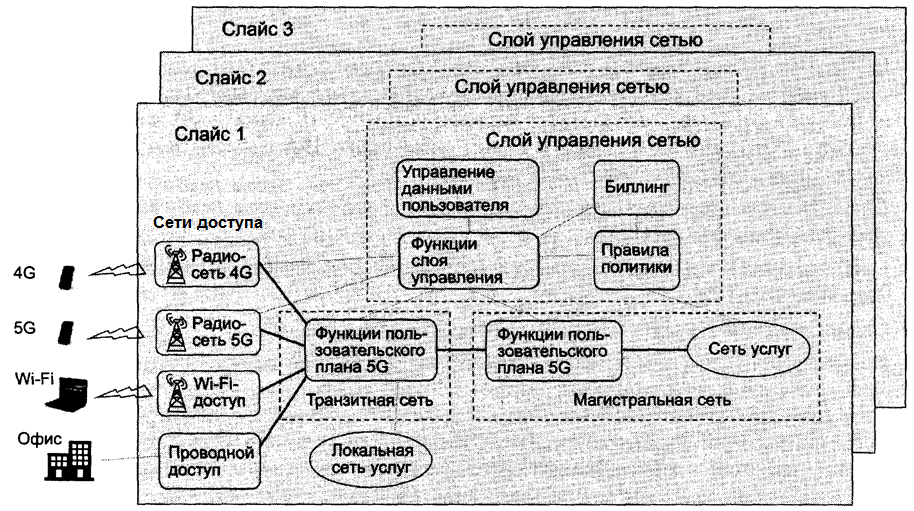 Слайс 3
Слой управления сетью
Слайс 2
Слой управления сетью
Слайс 1
Слой управления сетью
Управление
данными
пользователя
Биллинг
Сети доступа
Функции
слоя
управления
Правила
политики
4G
Радио-
сеть 4G
5G
Радио-
сеть 5G
Функции поль-
зовательского
плана 5G
Функции поль-
зовательского
плана 5G
Сеть услуг
Wi-Fi
Wi-Fi-
доступ
Транзитная сеть
Магистральная сеть
Офис
Проводной
доступ
Локальная
сеть услуг